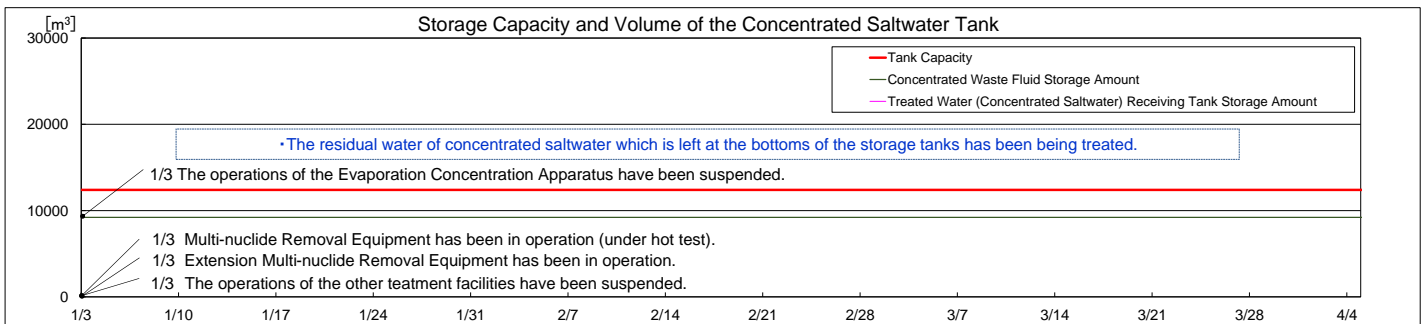 Storage Capacity and Volume of the Concentrated Saltwater Tank
[m³]
30000
Tank Capacity
Concentrated Waste Fluid Storage Amount
Treated Water (Concentrated Saltwater) Receiving Tank Storage Amount
20000
・The residual water of concentrated saltwater which is left at the bottoms of the storage tanks has been being treated.
1/3 The operations of the Evaporation Concentration Apparatus have been suspended.
10000
1/3 Multi-nuclide Removal Equipment has been in operation (under hot test).
1/3 Extension Multi-nuclide Removal Equipment has been in operation.
1/3 The operations of the other teatment facilities have been suspended.
0
1/3 1/10 1/17 1/24 1/31 2/7 2/14 2/21 2/28 3/7 3/14 3/21 3/28 4/4